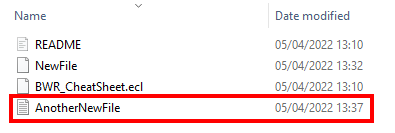 Name Date modified
README 05/04/2022 13:10
NewFile 05/04/2022 13:32
BWR_CheatSheet.ecl 05/04/2022 13:10
AnotherNewFile 05/04/2022 13:37